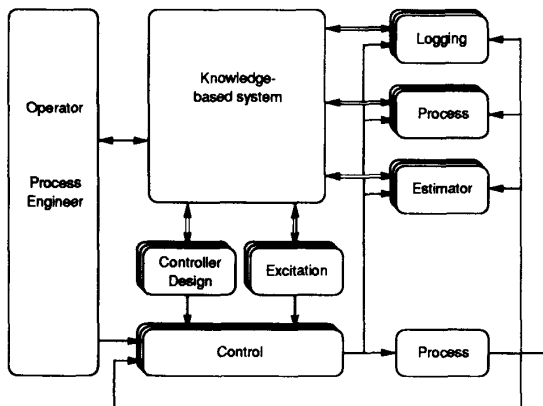 Operator
Process
Engineer
Knowledge-
based system
Logging
Process
Estimator
Controller
Design
Excitation
Control
Process